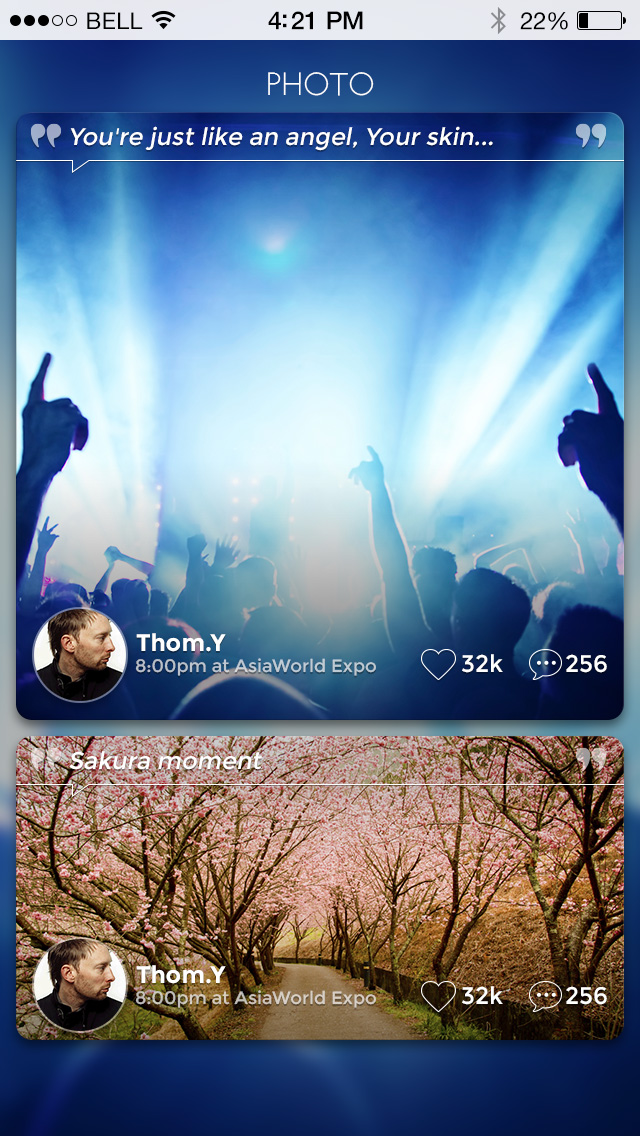 BELL 4:21 PM 22%
PHOTO
You're just like an angel, Your skin...
Thom.Y
8:00pm at AsiaWorld Expo
32k 256
Sakura moment
Thom.Y
8:00pm at AsiaWorld Expo
32k 256